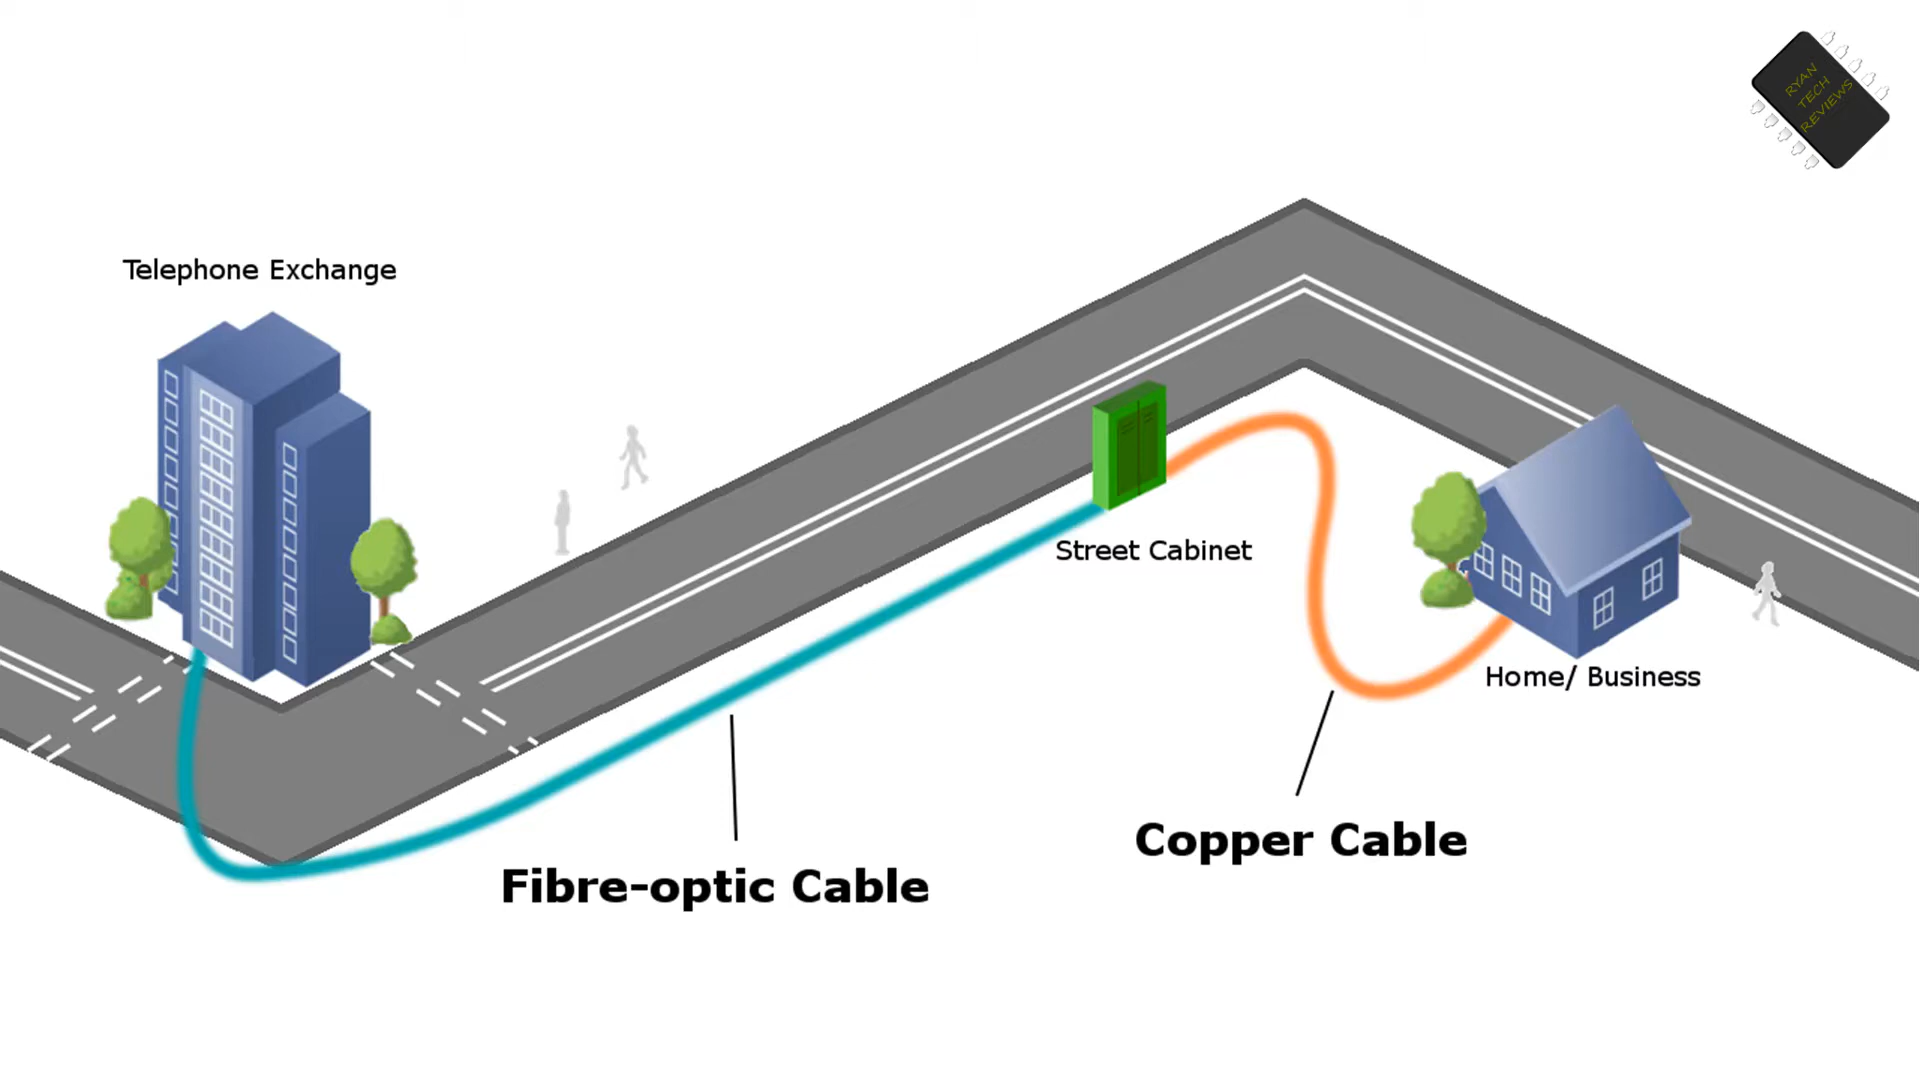 RYAN
TECH
REVIEWS
Telephone Exchange
Street Cabinet
Home/ Business
Copper Cable
Fibre-optic Cable